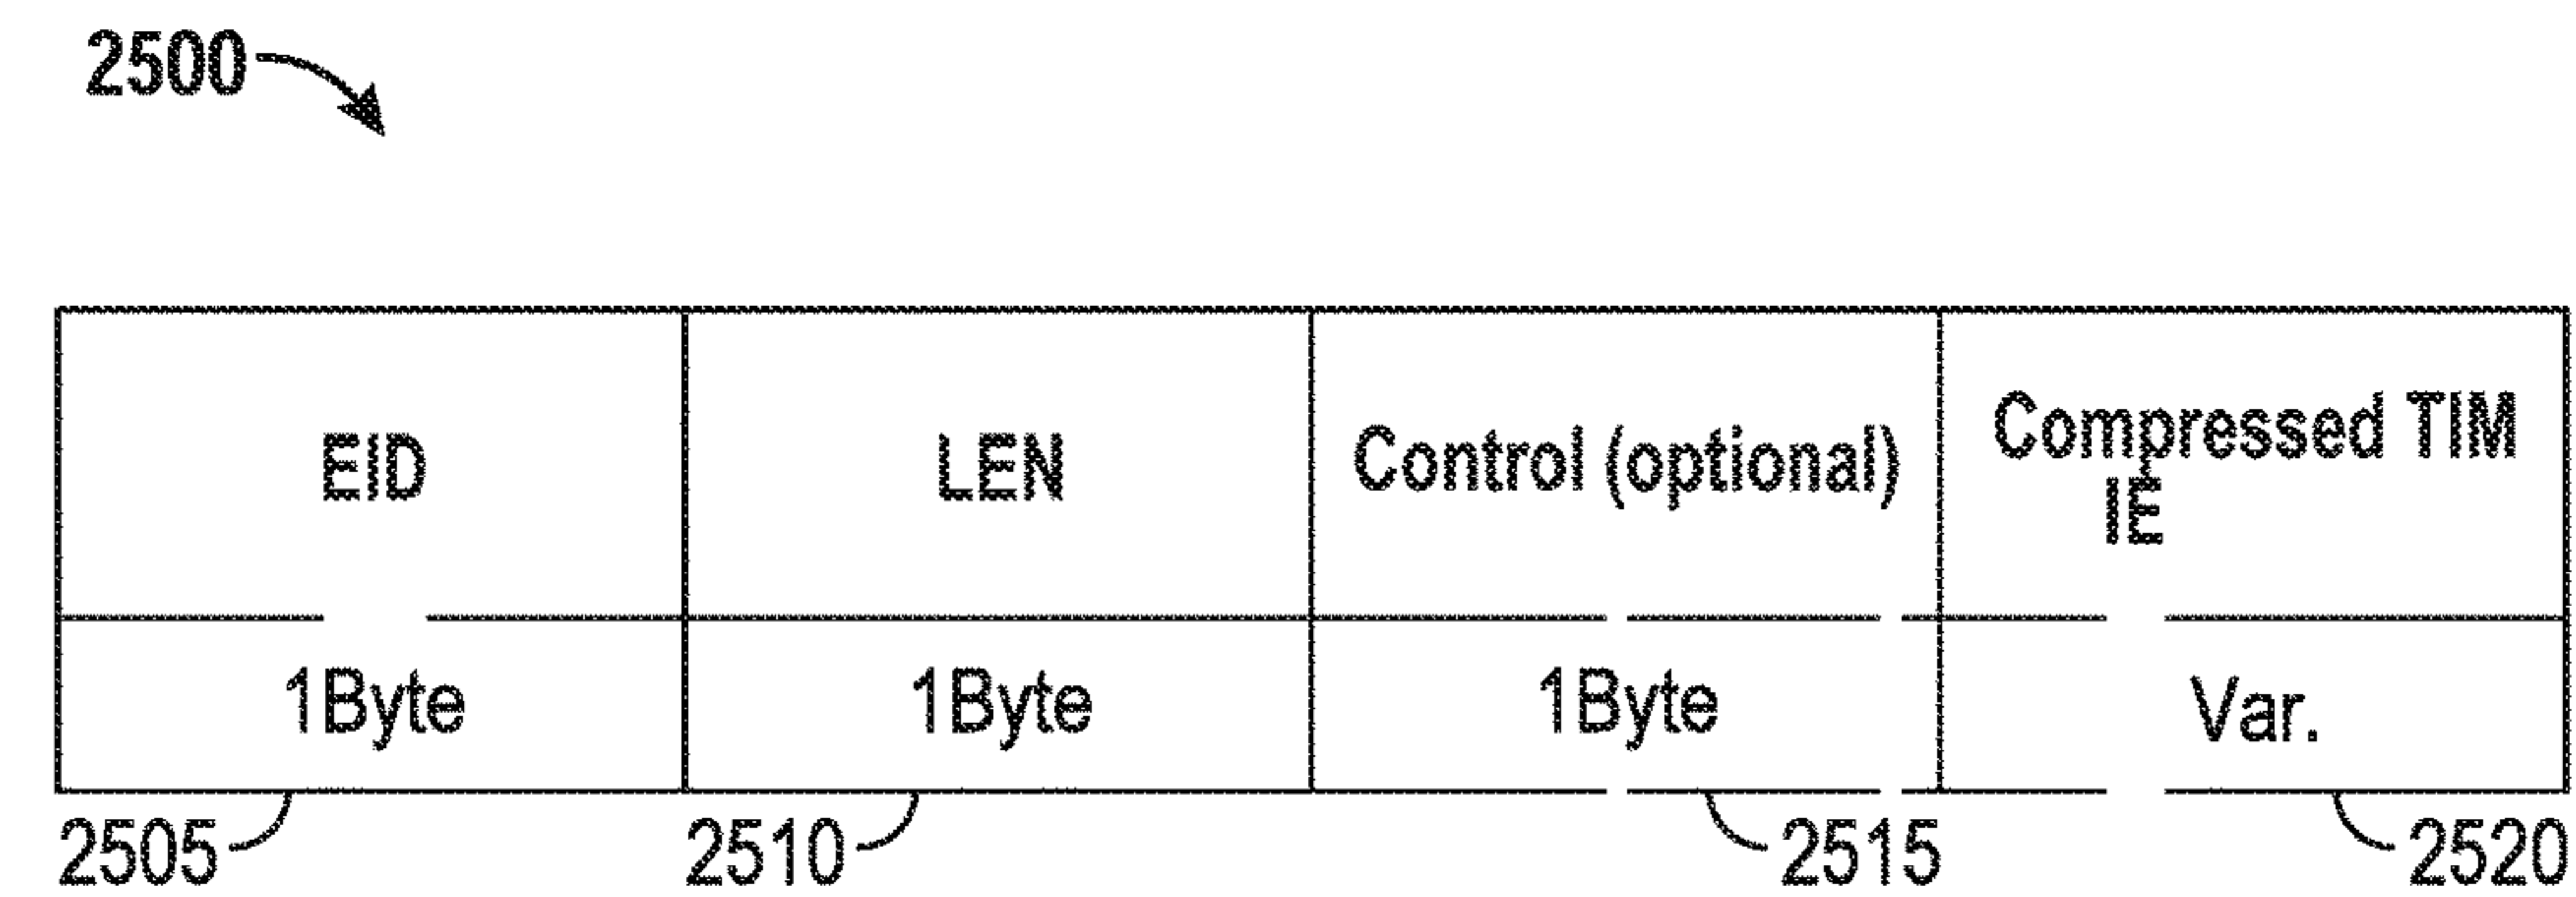 2500
EID
LEN
Control (optional)
Compressed TIM
IE
1Byte
1Byte
1Byte
Var.
2505
2510
2515
2520